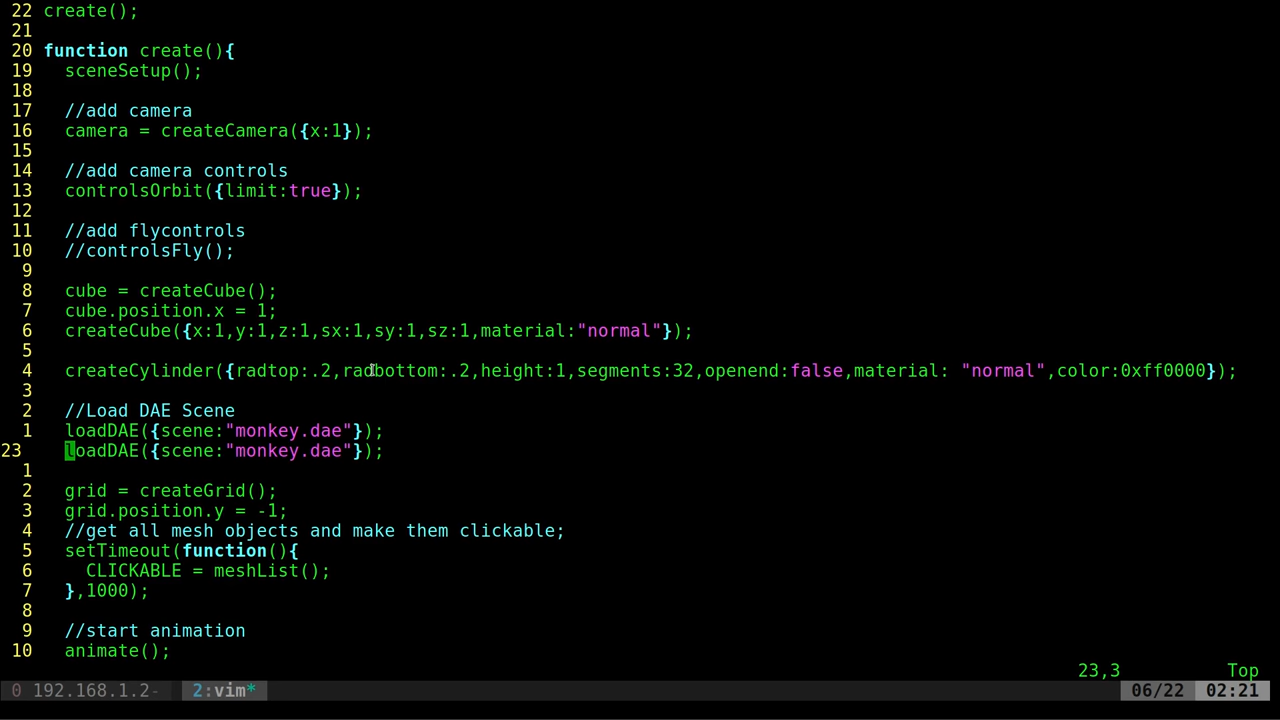 22 create();
21
20 function create(){
19   sceneSetup();
18
17   //add camera
16   camera = createCamera({x:1});
15
14   //add camera controls
13   controlsOrbit({limit:true});
12
11   //add flycontrols
10   //controlsFly();
9
8   cube = createCube();
7   cube.position.x = 1;
6   createCube({x:1,y:1,z:1,sx:1,sy:1,sz:1,material:"normal"});
5
4   createCylinder({radtop:.2,radbottom:.2,height:1,segments:32,openend:false,material: "normal",color:0xff0000});
3
2   //Load DAE Scene
1   loadDAE({scene:"monkey.dae"});
23   loadDAE({scene:"monkey.dae"});
1
2   grid = createGrid();
3   grid.position.y = -1;
4   //get all mesh objects and make them clickable;
5   setTimeout(function(){
6     CLICKABLE = meshList();
7   },1000);
8
9   //start animation
10   animate();
23,3 Top
0 192.168.1.2- 2:vim* 06/22 02:21